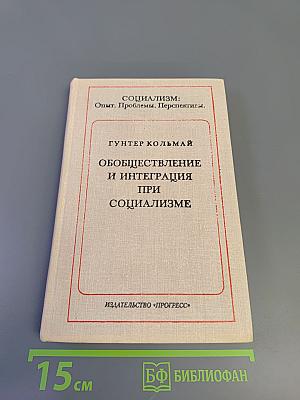 СОЦИАЛИЗМ:
Опыт. Проблемы. Перспективы.
ГУНТЕР КОЛЬМАЙ
ОБОБЩЕСТВЛЕНИЕ
И ИНТЕГРАЦИЯ
ПРИ
СОЦИАЛИЗМЕ
ИЗДАТЕЛЬСТВО «ПРОГРЕСС»
15 см
БФ БИБЛИОФАН